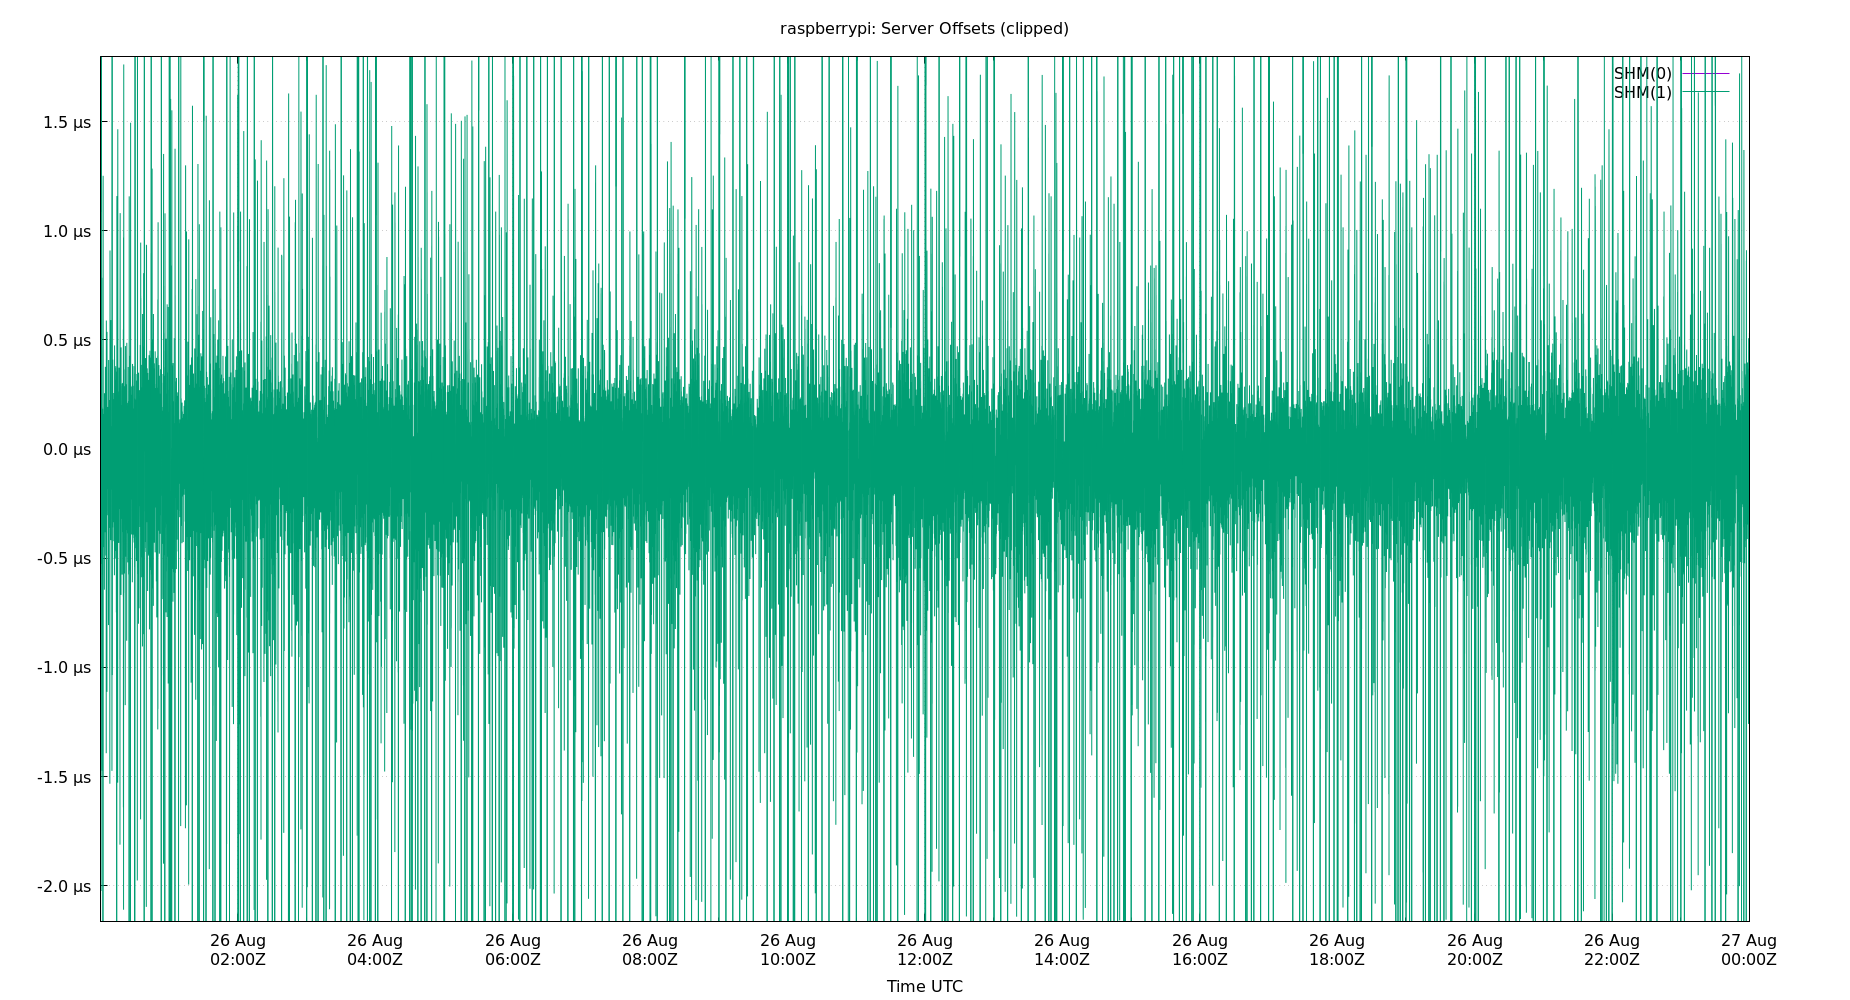 raspberrypi: Server Offsets (clipped)
SHM(0)
SHM(1)
1.5 µs
1.0 µs
0.5 µs
0.0 µs
-0.5 µs
-1.0 µs
-1.5 µs
-2.0 µs
26 Aug 26 Aug 26 Aug 26 Aug 26 Aug 26 Aug 26 Aug 26 Aug 26 Aug 26 Aug 26 Aug 27 Aug
02:00Z 04:00Z 06:00Z 08:00Z 10:00Z 12:00Z 14:00Z 16:00Z 18:00Z 20:00Z 22:00Z 00:00Z
Time UTC